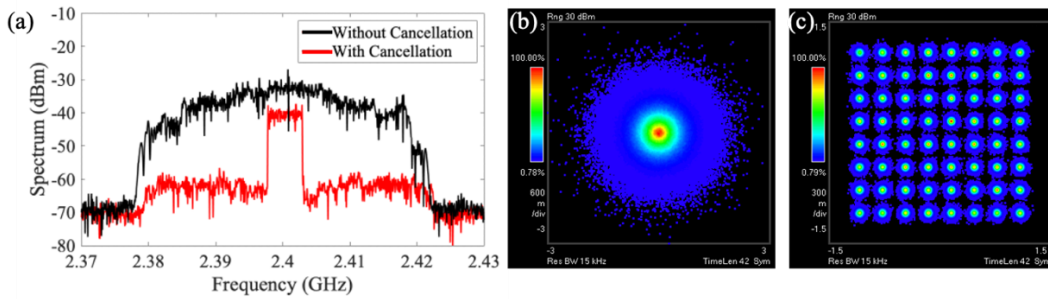 (a)
-10
-20
-30
-40
-50
-60
-70
-80
Spectrum (dBm)
Without Cancellation
With Cancellation
2.37
2.38
2.39
2.40
2.41
2.42
2.43
Frequency (GHz)
(b)
Rng 30 dBm
3
100.00%
0.78%
600
m
/div
-3
-3
3
Res BW 15 kHz
TimeLen 42 Sym
(c)
Rng 30 dBm
1.5
100.00%
0.78%
300
m
/div
-1.5
-1.5
1.5
Res BW 15 kHz
TimeLen 42 Sym